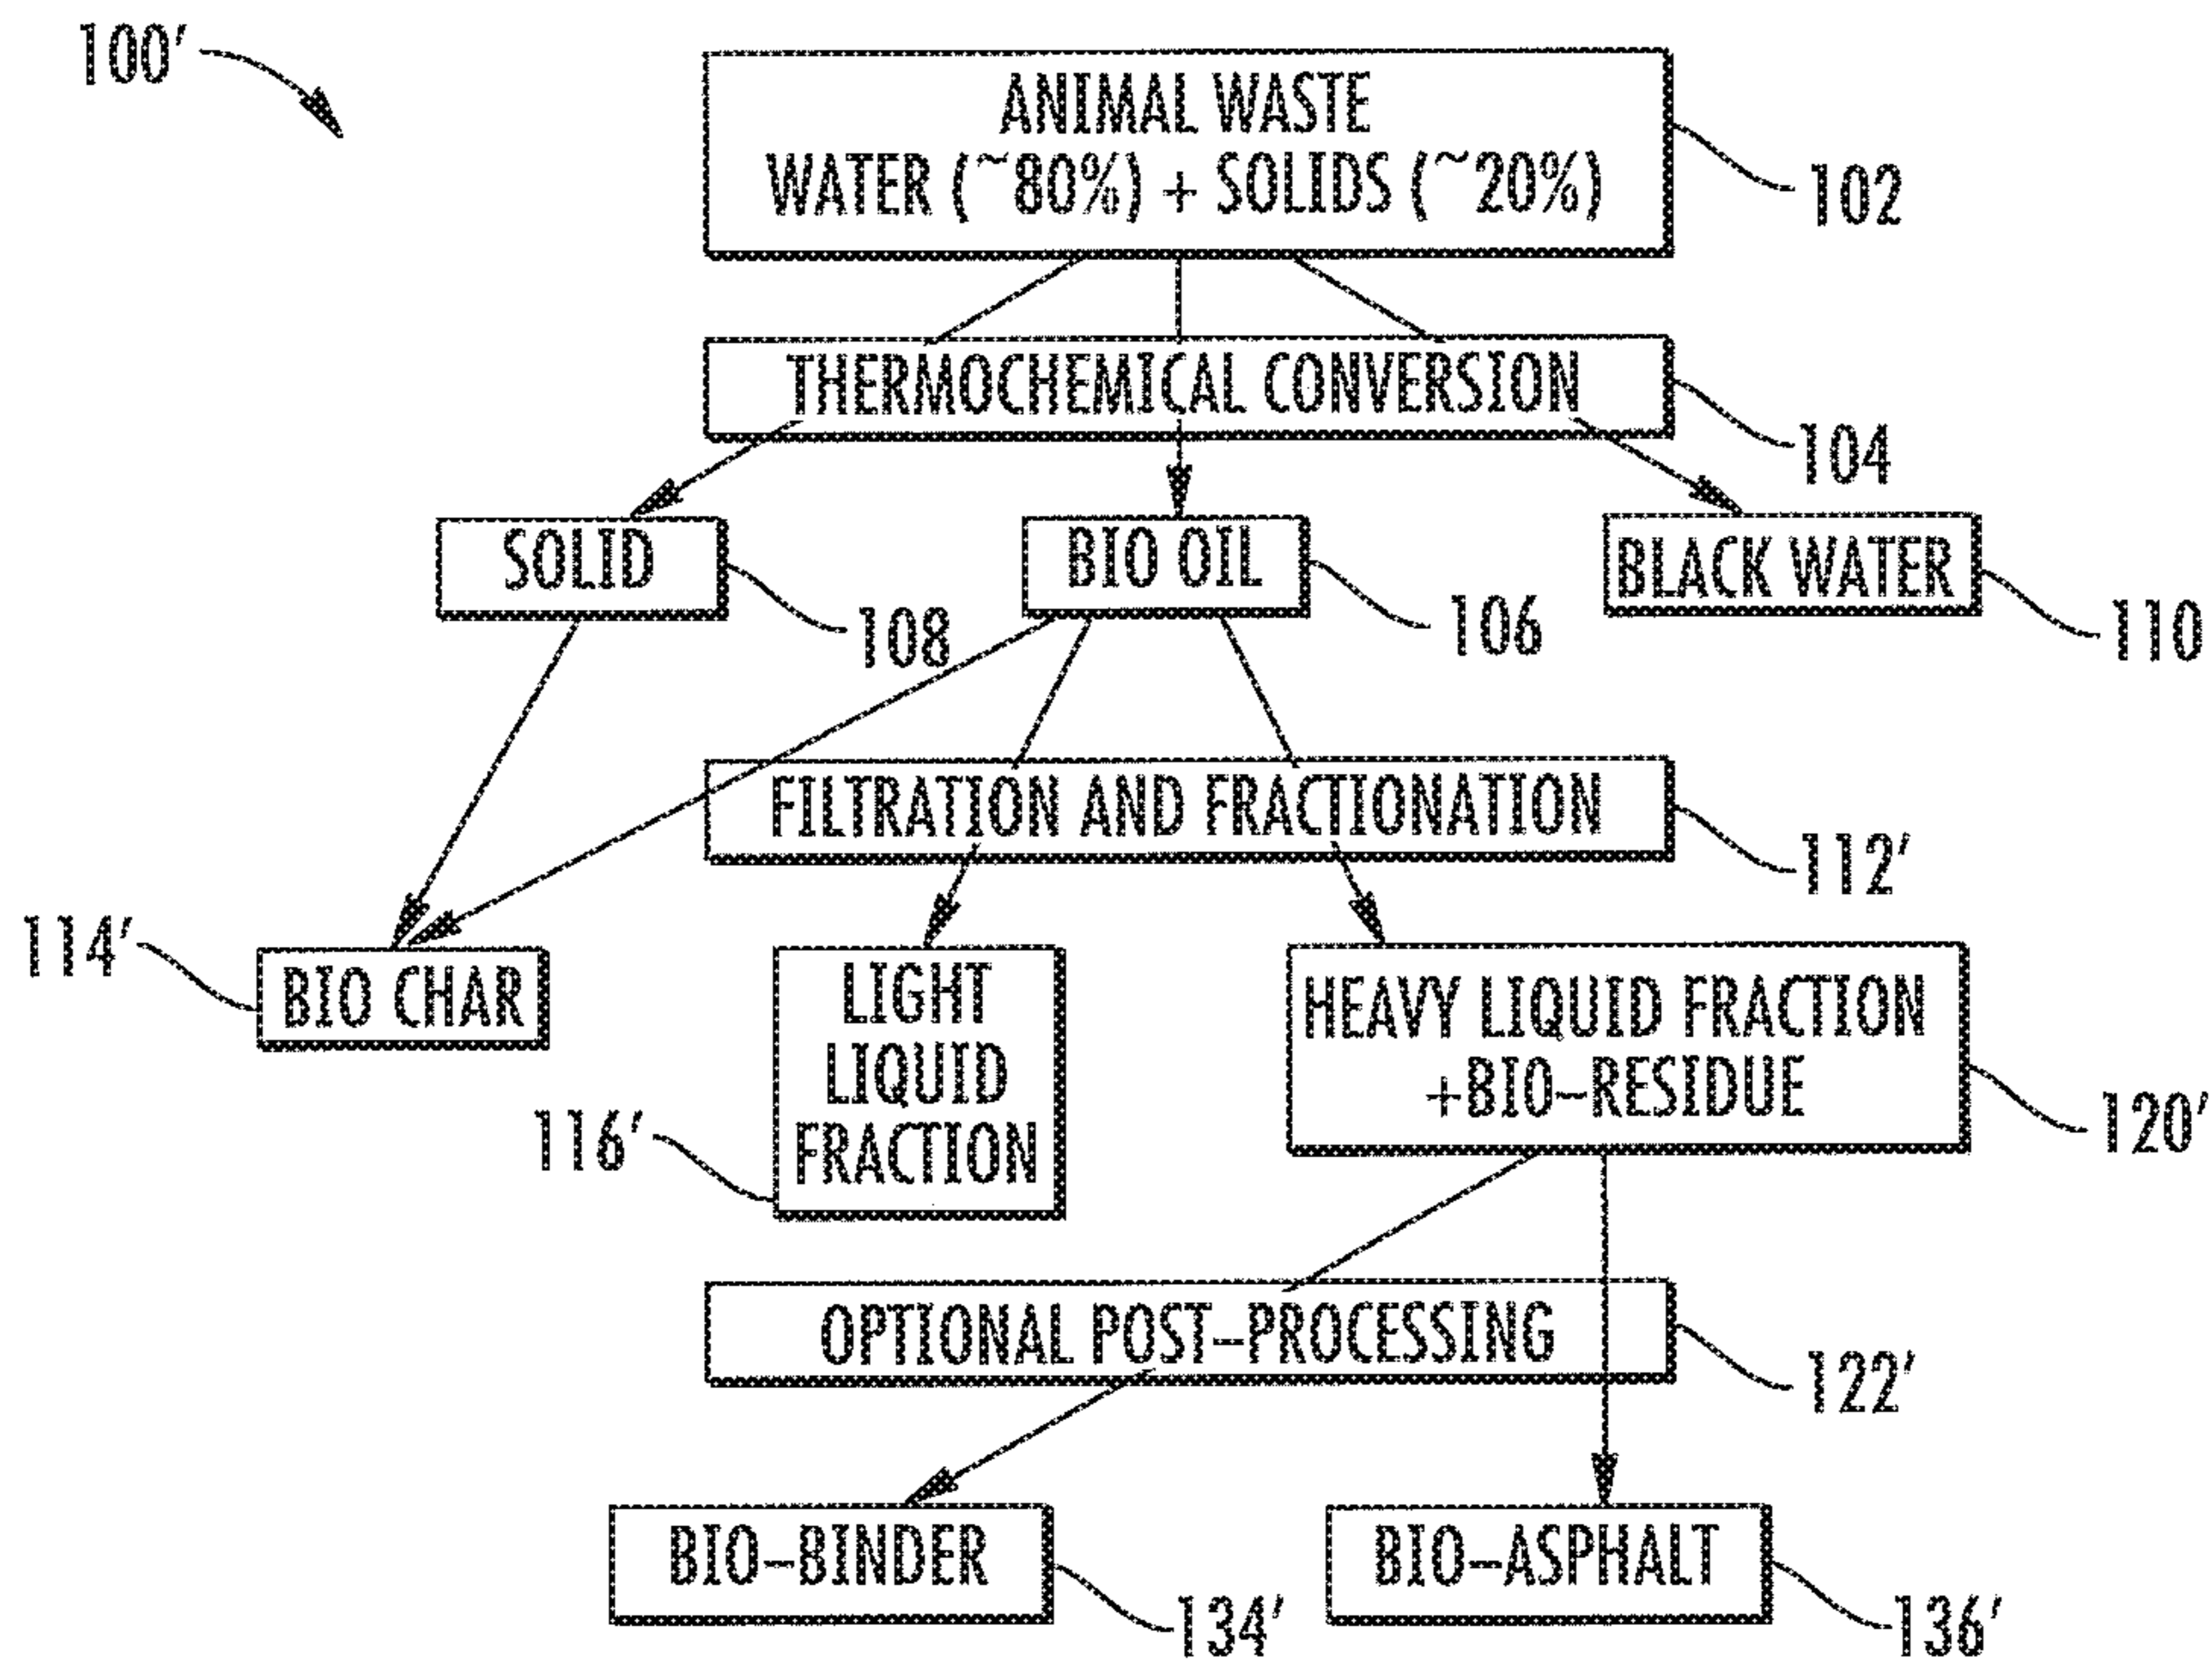 100'
ANIMAL WASTE
WATER (~80%) + SOLIDS (~20%)
102
THERMOCHEMICAL CONVERSION
104
SOLID
108
BIO OIL
106
BLACK WATER
110
FILTRATION AND FRACTIONATION
112'
114'
BIO CHAR
116'
LIGHT
LIQUID
FRACTION
HEAVY LIQUID FRACTION
+BIO-RESIDUE
120'
OPTIONAL POST-PROCESSING
122'
BIO-BINDER
134'
BIO-ASPHALT
136'